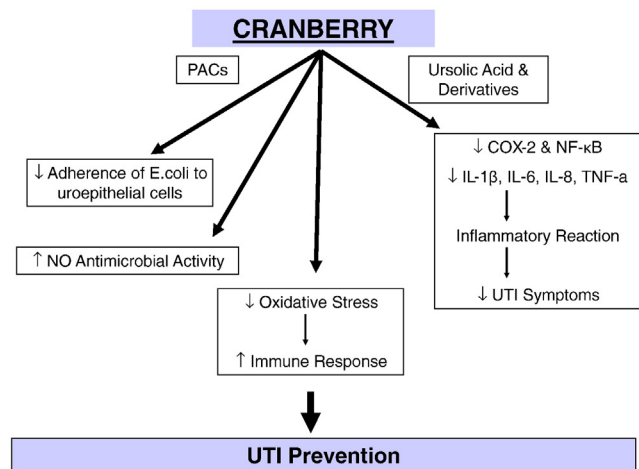 CRANBERRY
PACs
Ursolic Acid &
Derivatives
↓ Adherence of E.coli to
uroepithelial cells
↑ NO Antimicrobial Activity
↓ Oxidative Stress
↑ Immune Response
↓ COX-2 & NF-κB
↓ IL-1β, IL-6, IL-8, TNF-a
Inflammatory Reaction
↓ UTI Symptoms
UTI Prevention